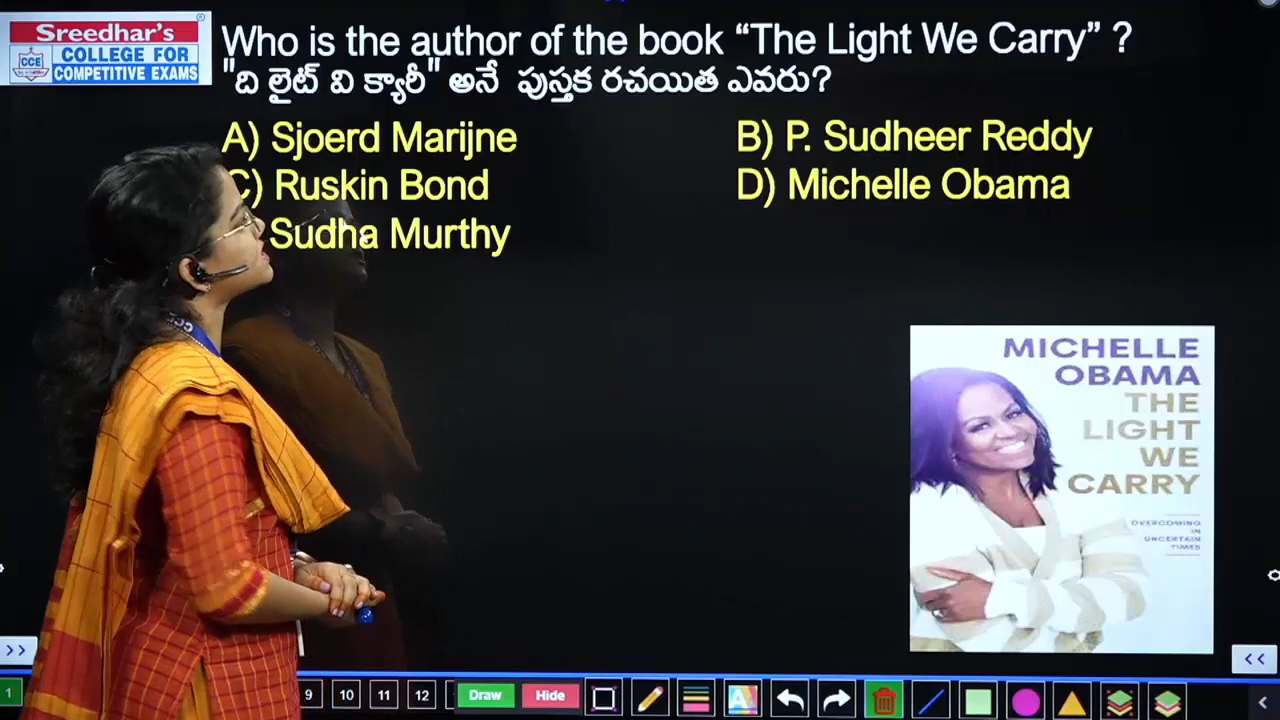 Sreedhar's
CCE
COLLEGE FOR
COMPETITIVE EXAMS
Who is the author of the book “The Light We Carry” ?
"ది లైట్ వి క్యారీ" అనే పుస్తక రచయిత ఎవరు?
A) Sjoerd Marijne
B) P. Sudheer Reddy
C) Ruskin Bond
D) Michelle Obama
Sudha Murthy
MICHELLE
OBAMA
THE
LIGHT
WE
CARRY
OVERCOMING
IN
UNCERTAIN
TIMES
>>
<<
1
9
10
11
12
Draw
Hide
A
<